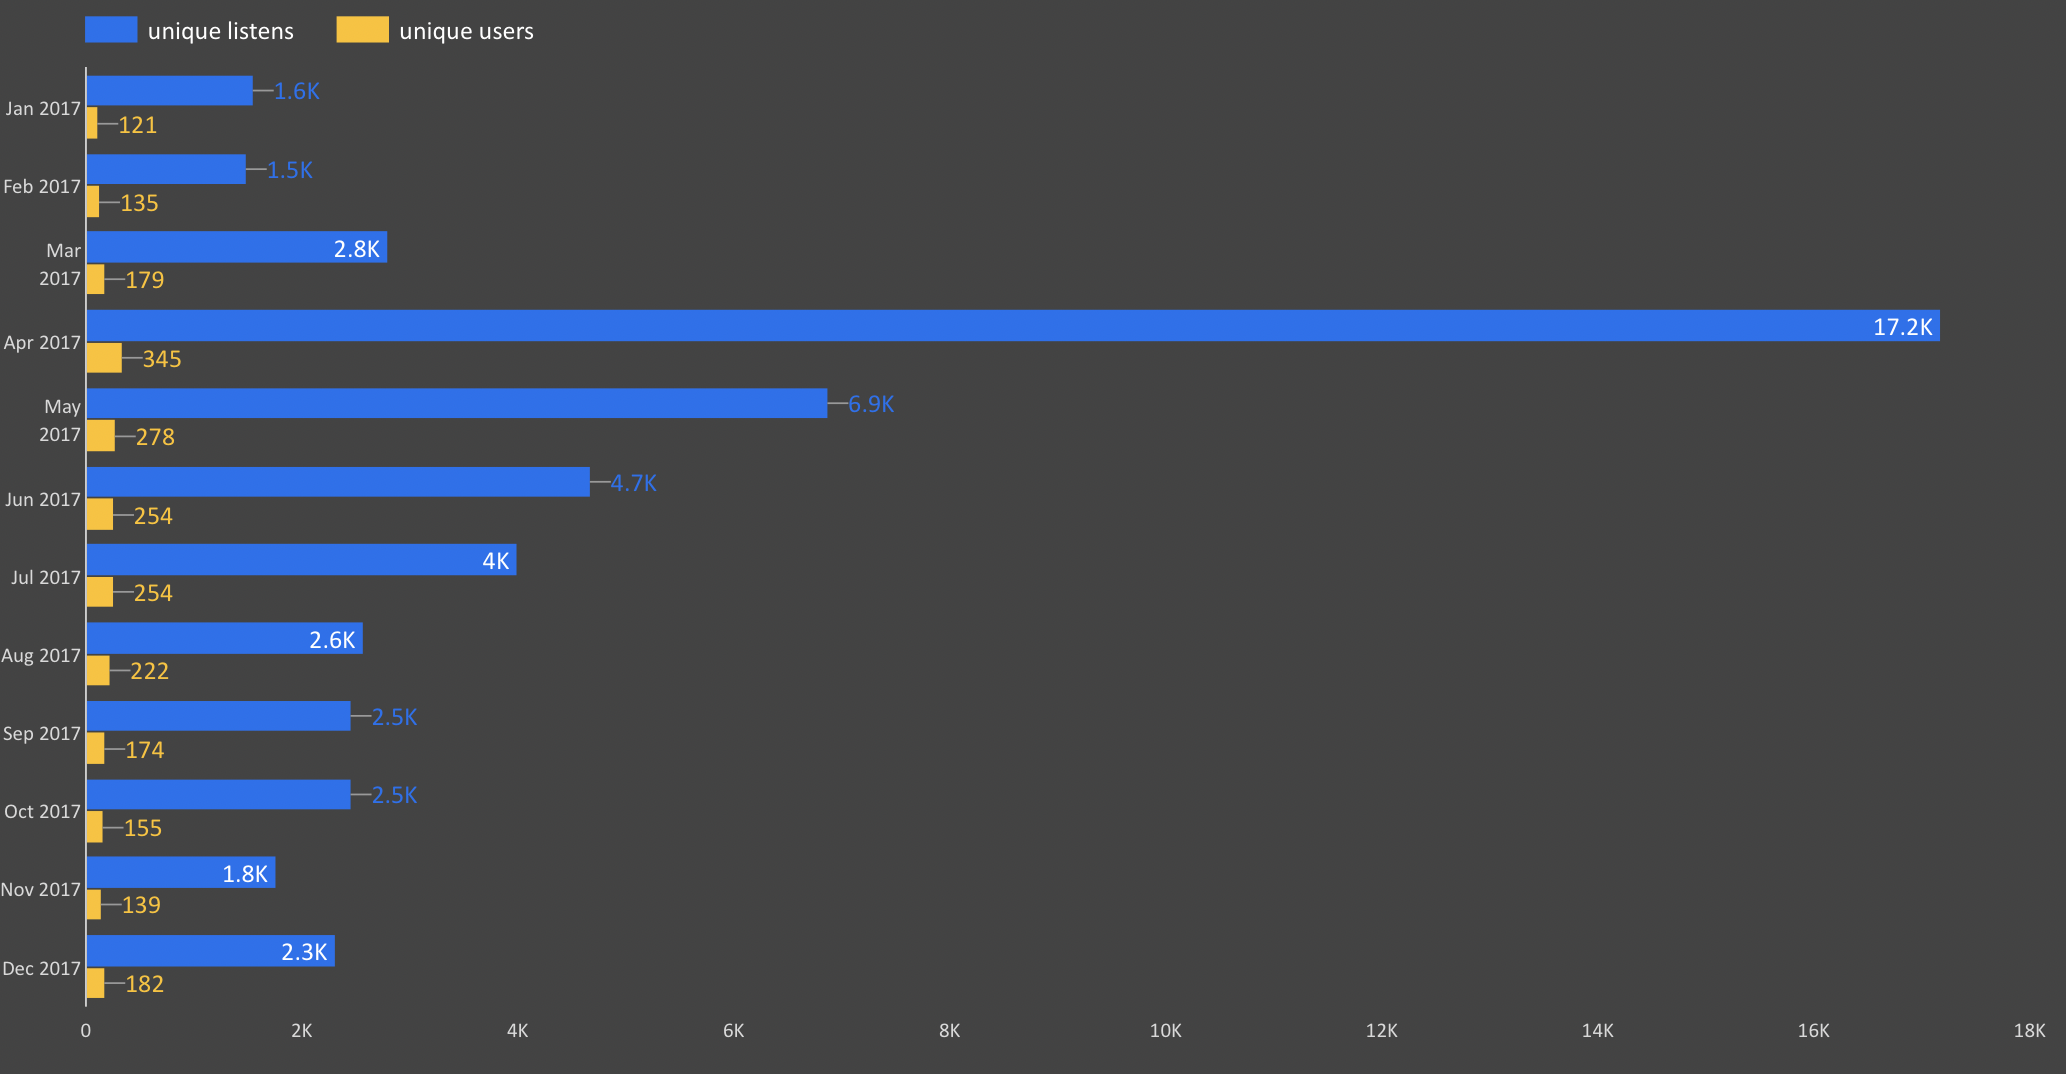 unique listens unique users
1.6K
Jan 2017
121
1.5K
Feb 2017
135
Mar
2017
2.8K
179
17.2K
Apr 2017
345
May
2017
6.9K
278
4.7K
Jun 2017
254
4K
Jul 2017
254
2.6K
Aug 2017
222
2.5K
Sep 2017
174
2.5K
Oct 2017
155
1.8K
Nov 2017
139
2.3K
Dec 2017
182
0 2K 4K 6K 8K 10K 12K 14K 16K 18K